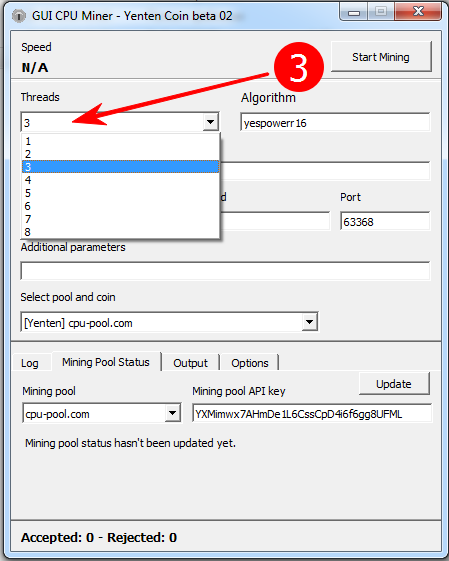 GUI CPU Miner - Yenten Coin beta 02
Speed
N/A
Start Mining
3
Threads
Algorithm
3
yespowerr16
1
2
3
4
5
6
7
8
d
Port
63368
Additional parameters
Select pool and coin
[Yenten] cpu-pool.com
Log
Mining Pool Status
Output
Options
Update
Mining pool
Mining pool API key
cpu-pool.com
YXMimwx7AHmDe1L6CssCpD4i6f6gg8UFML
Mining pool status hasn't been updated yet.
Accepted: 0 - Rejected: 0